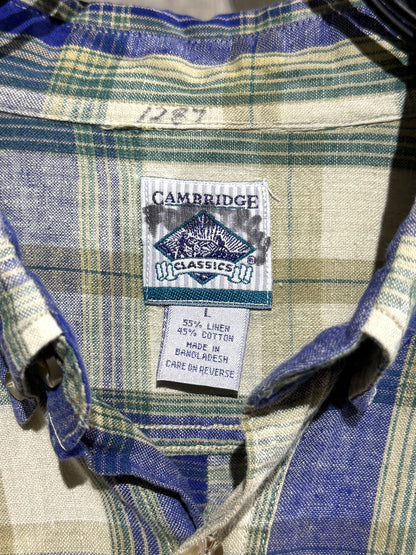 1287
CAMBRIDGE
CLASSICS ®
L
55% LINEN
45% COTTON
MADE IN
BANGLADESH
CARE ON REVERSE